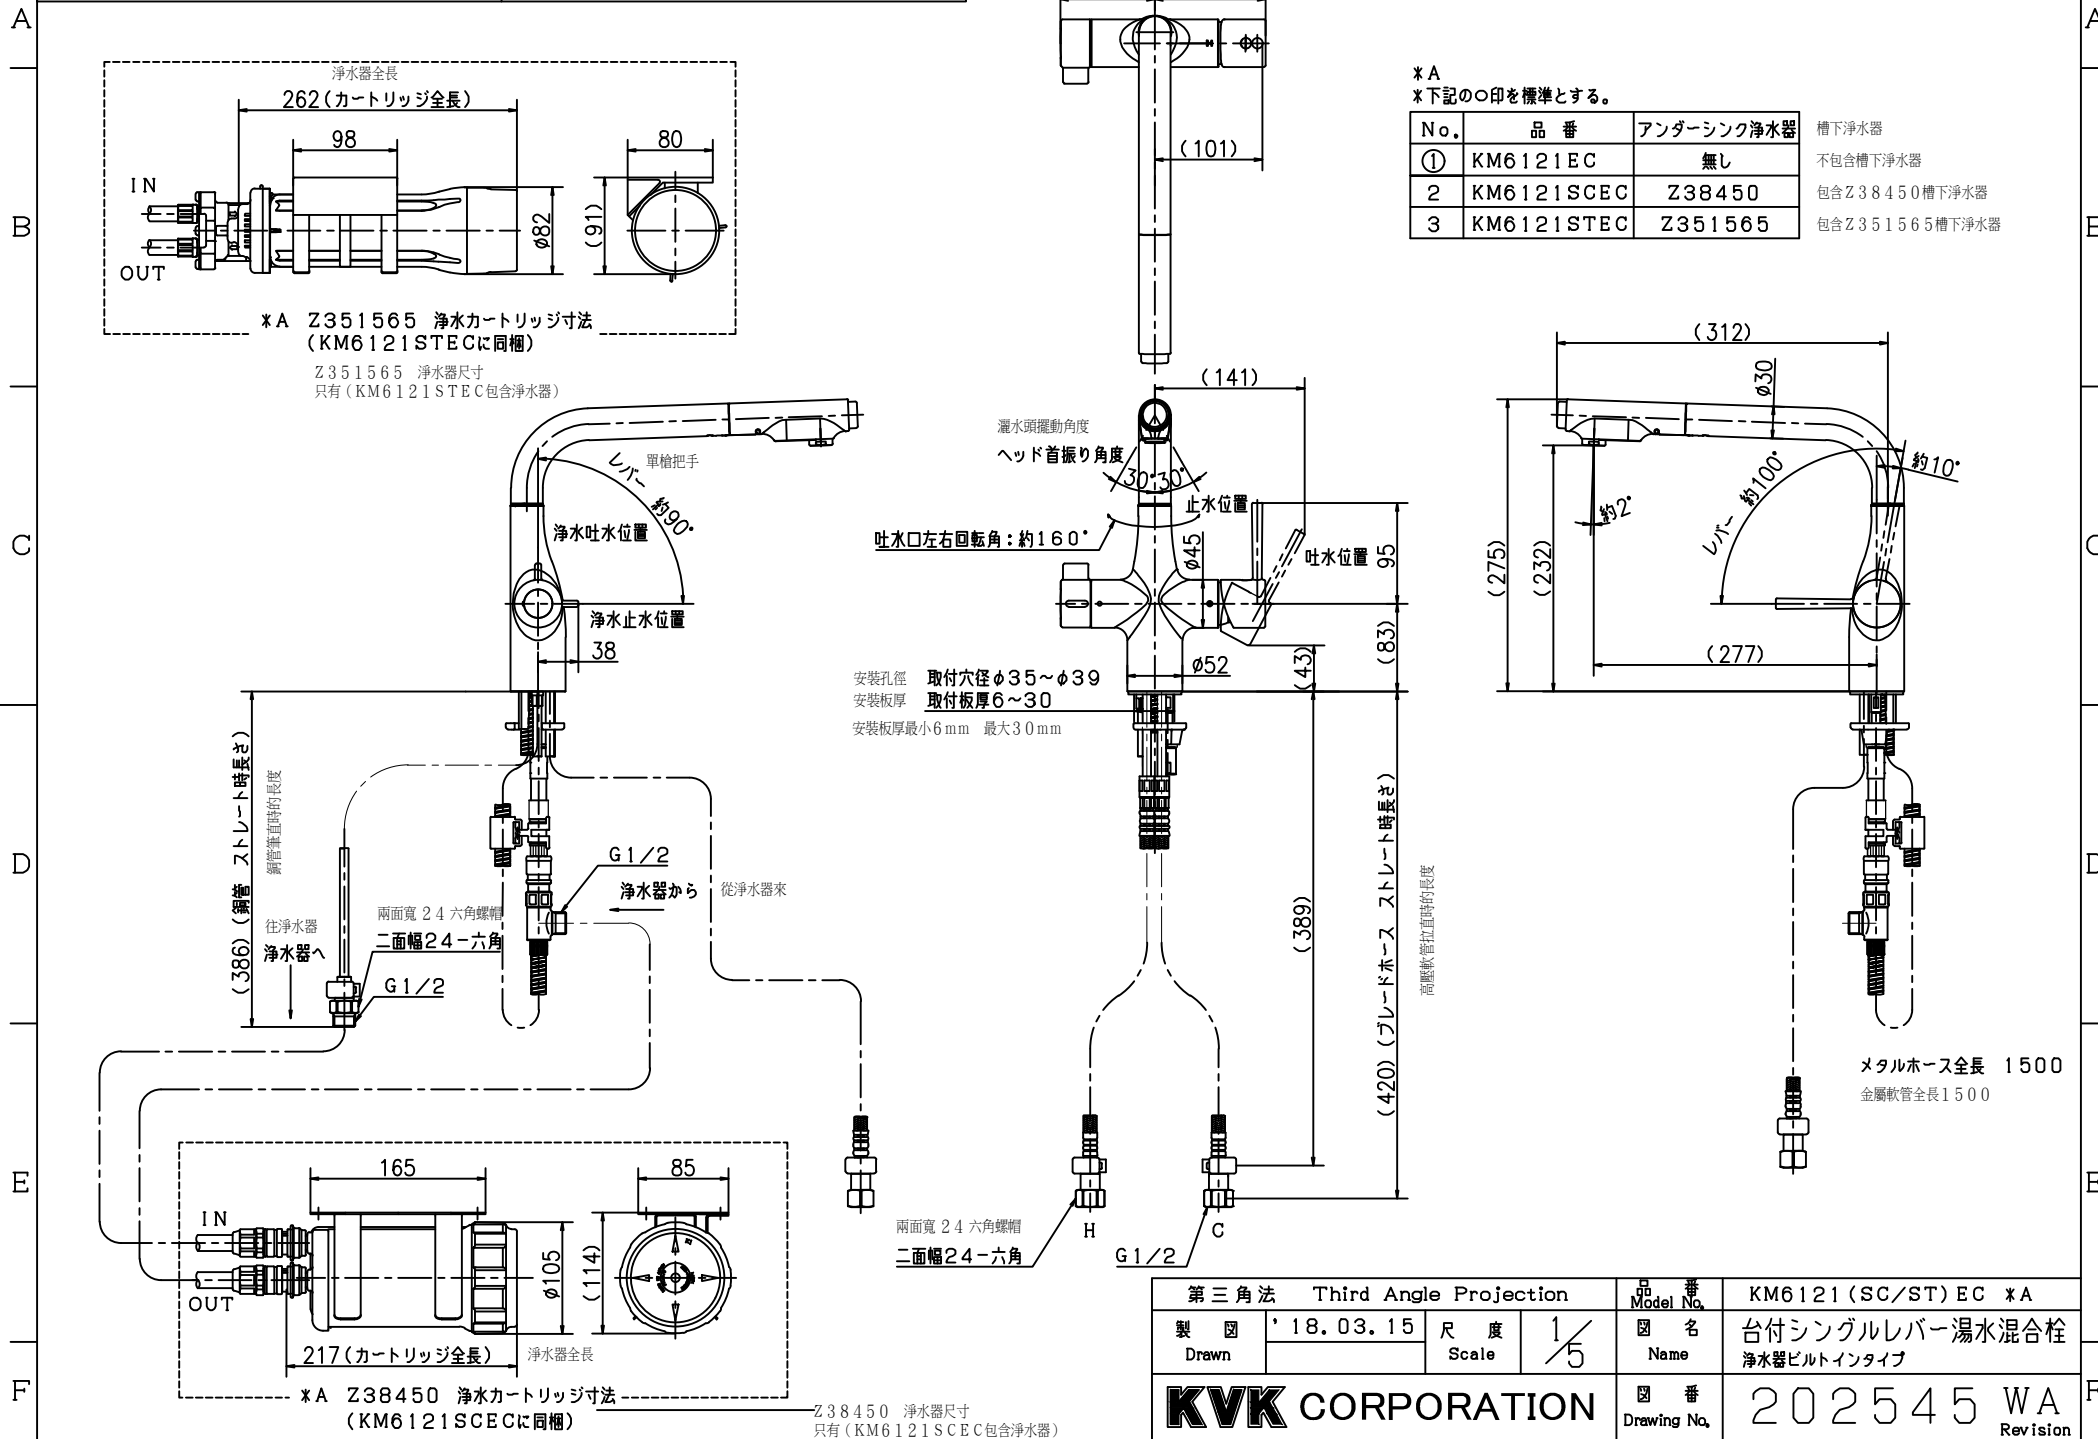 A
A
淨水器全長
262(カートリッジ全長)
98
80
IN
OUT
φ82
(91)
*A Z351565 浄水カートリッジ寸法
(KM6121STECに同梱)
Z351565 淨水器尺寸
只有(KM6121STEC包含淨水器)
(101)
*A
*下記の○印を標準とする。
No. 品番 アンダーシンク浄水器 槽下淨水器
① KM6121EC 無し 不包含槽下淨水器
2 KM6121SCEC Z38450 包含Z38450槽下淨水器
3 KM6121STEC Z351565 包含Z351565槽下淨水器
B
B
レバー 約90°
單槍把手
浄水吐水位置
浄水止水位置
38
(141)
灑水頭擺動角度
ヘッド首振り角度
30° 30°
止水位置
吐水口左右回転角:約160°
φ45
吐水位置
95
(83)
(43)
φ52
安裝孔徑 取付穴径φ35~φ39
安裝板厚 取付板厚6~30
安裝板厚最小6mm 最大30mm
(312)
φ30
約10°
レバー 約100°
約2°
(275)
(232)
(277)
C
C
(386)(銅管 ストレート時長さ)
銅管筆直時的長度
G1/2
浄水器から 從淨水器來
往淨水器
浄水器へ
兩面寬24六角螺帽
二面幅24-六角
G1/2
(389)
(420)(ブレードホース ストレート時長さ)
高壓軟管拉直時的長度
D
D
メタルホース全長 1500
金屬軟管全長1500
165
85
IN
OUT
φ105
(114)
217(カートリッジ全長) 淨水器全長
*A Z38450 浄水カートリッジ寸法
(KM6121SCECに同梱)
Z38450 淨水器尺寸
只有(KM6121SCEC包含淨水器)
H
C
兩面寬24六角螺帽
二面幅24-六角
G1/2
E
E
第三角法 Third Angle Projection
品番 Model No. KM6121(SC/ST)EC *A
製図 Drawn '18.03.15
尺度 Scale 1/5
図名 Name 台付シングルレバー湯水混合栓
浄水器ビルトインタイプ
KVK CORPORATION
図番 Drawing No. 202545 WA
Revision
F
F